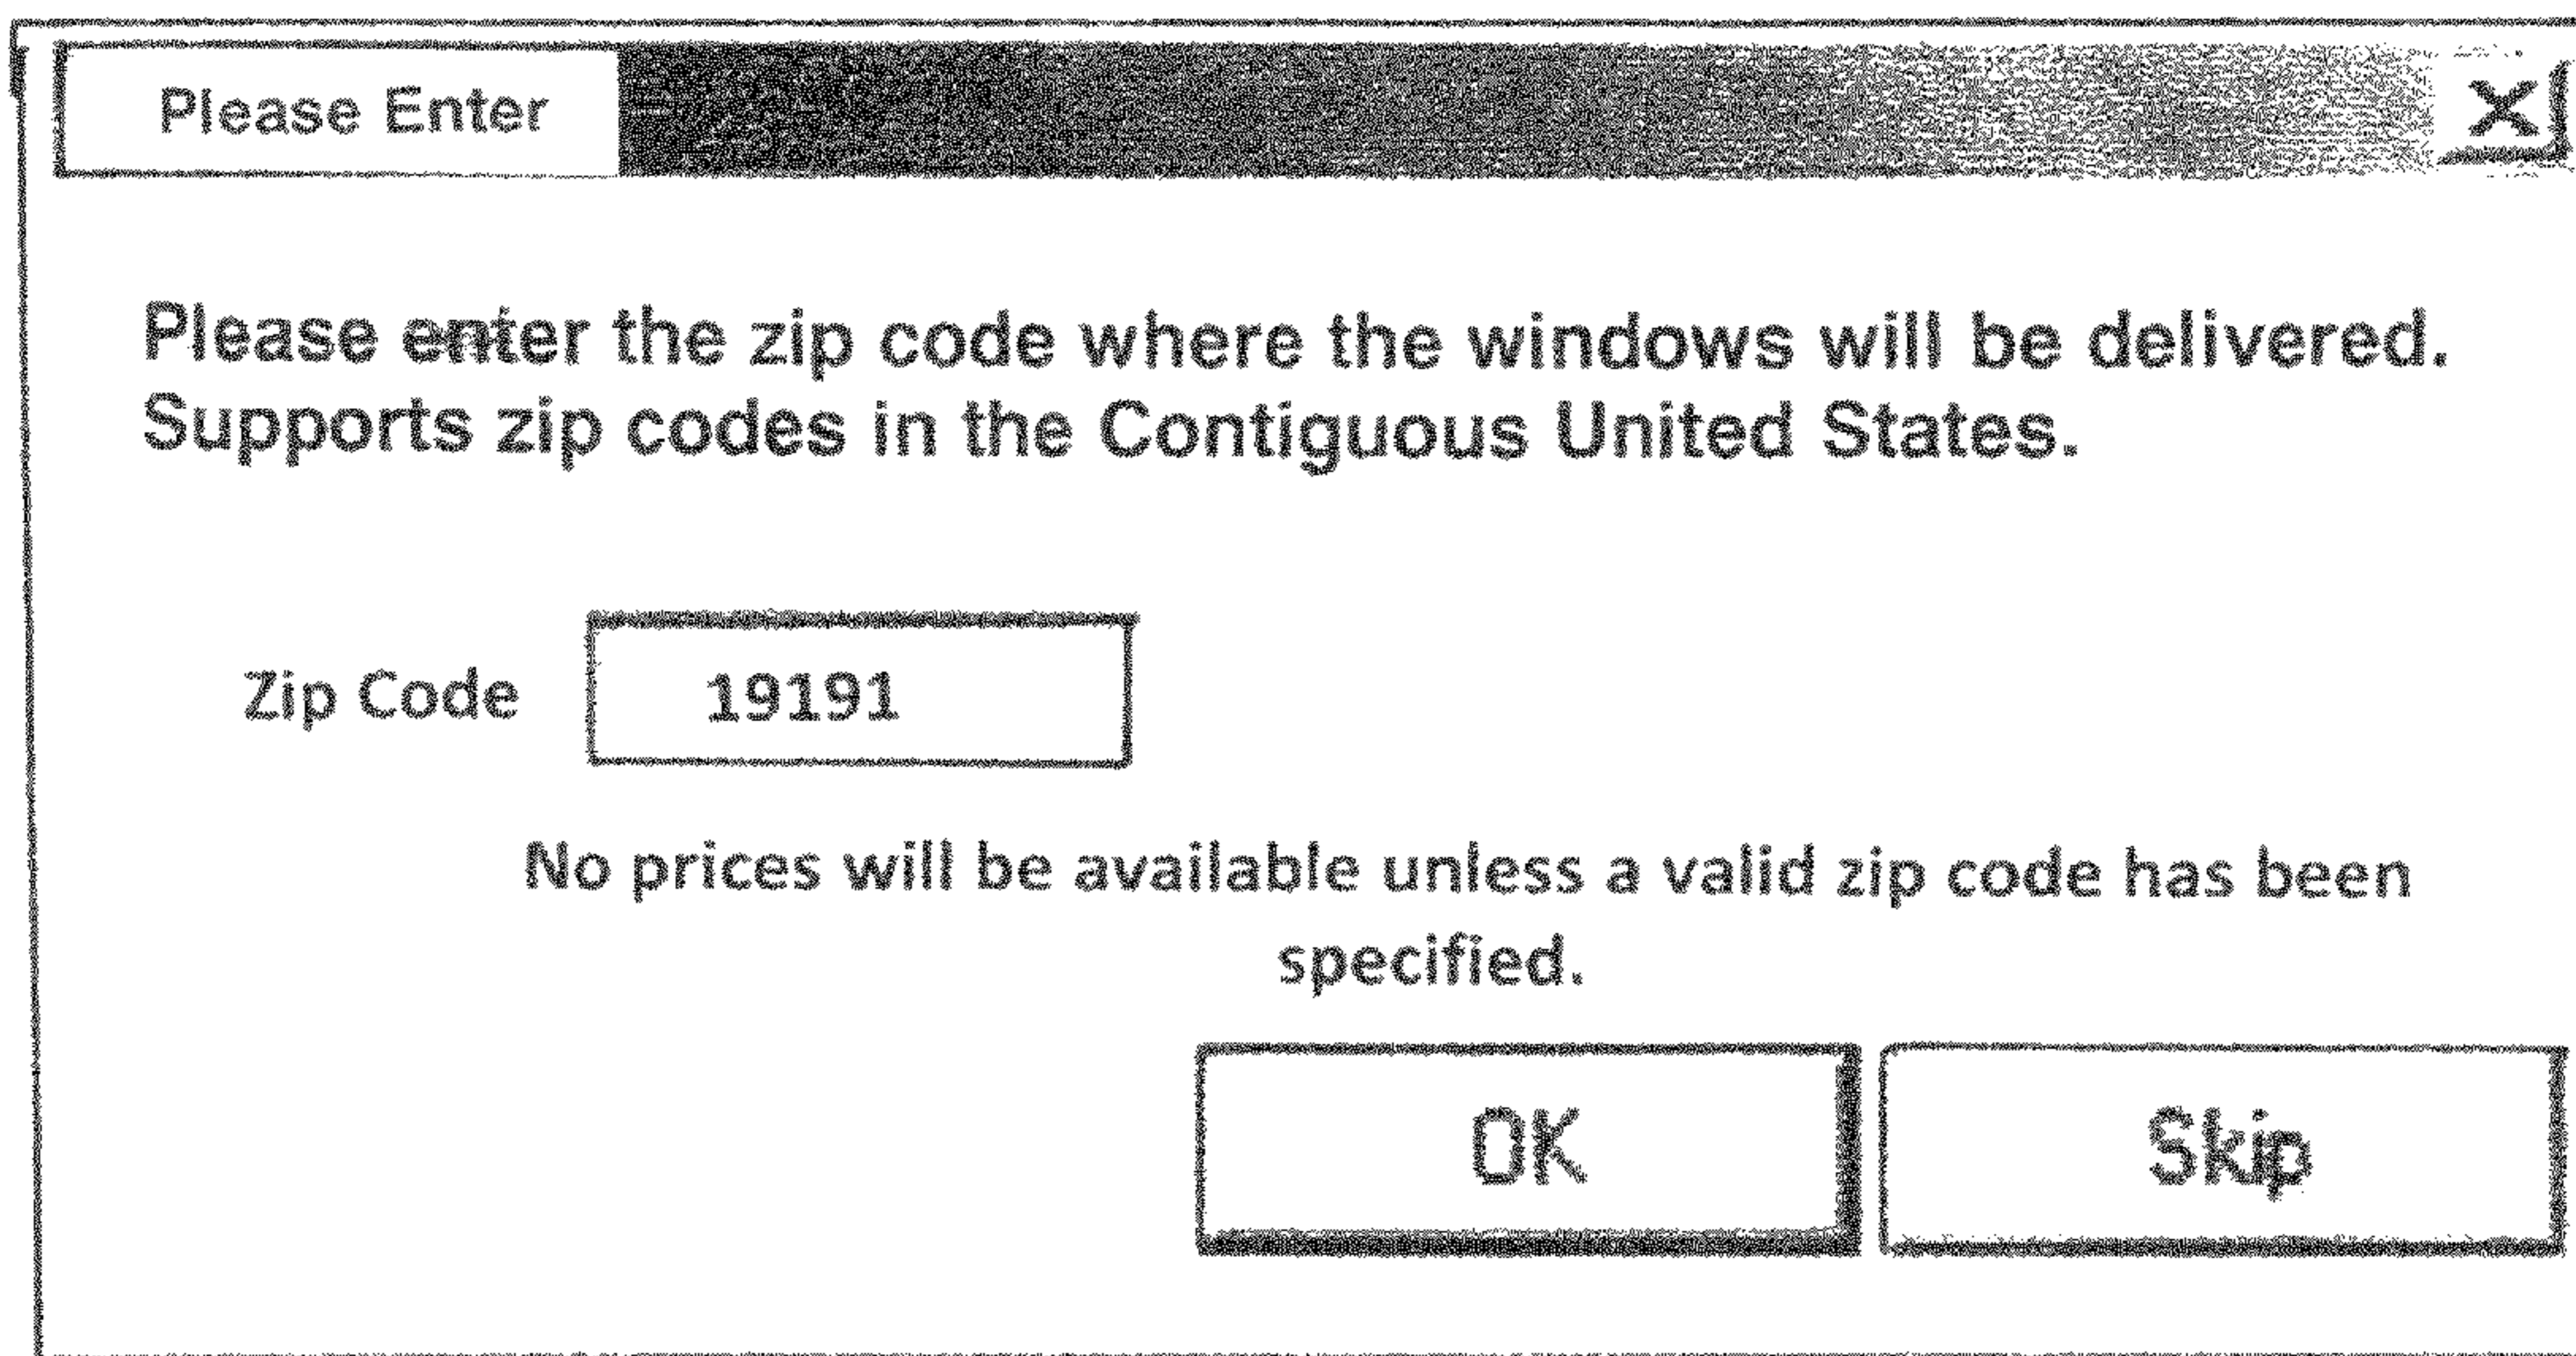 Please Enter
X
Please enter the zip code where the windows will be delivered.
Supports zip codes in the Contiguous United States.
Zip Code 19191
No prices will be available unless a valid zip code has been
specified.
OK Skip